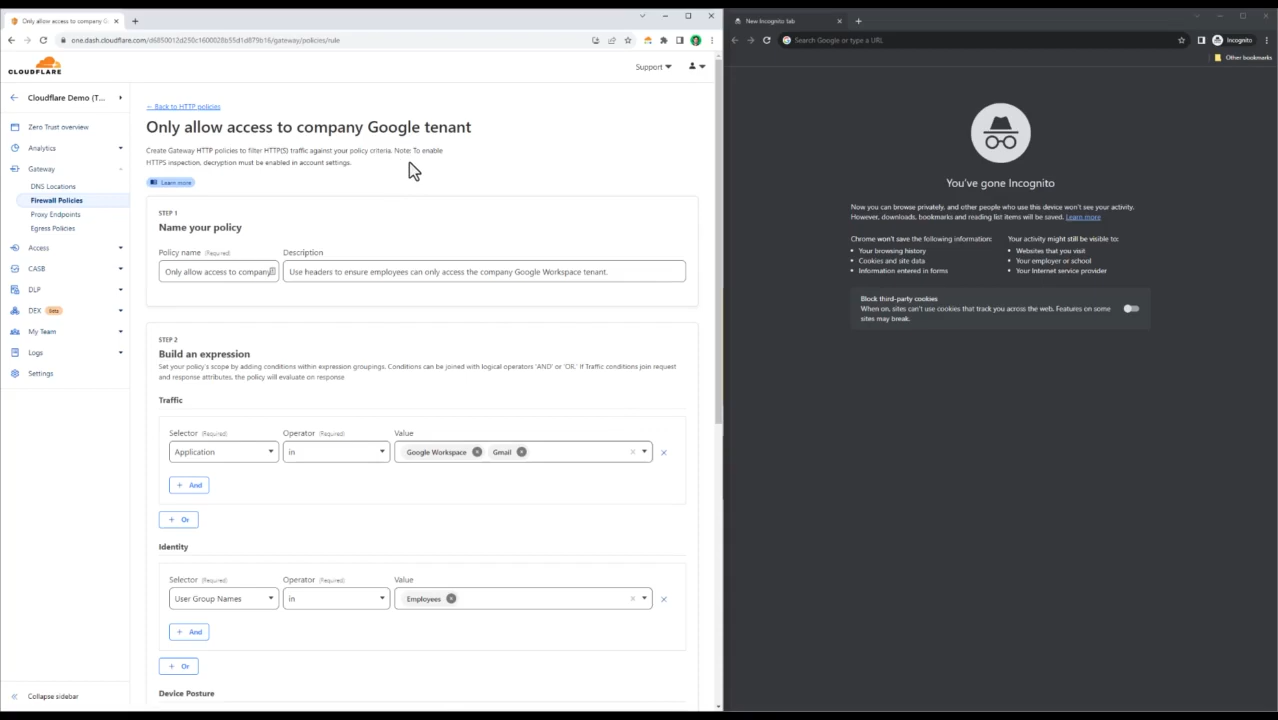 Only allow access to company G
one.dash.cloudflare.com/d6850012d250c1600028b55d1d879b16/gateway/policies/rule
CLOUDFLARE
Support
Cloudflare Demo (T...
Zero Trust overview
Analytics
Gateway
DNS Locations
Firewall Policies
Proxy Endpoints
Egress Policies
Access
CASB
DLP
DEX Beta
My Team
Logs
Settings
Collapse sidebar
← Back to HTTP policies
Only allow access to company Google tenant
Create Gateway HTTP policies to filter HTTP(S) traffic against your policy criteria. Note: To enable
HTTPS inspection, decryption must be enabled in account settings.
Learn more
STEP 1
Name your policy
Policy name (Required)
Description
Only allow access to company
Use headers to ensure employees can only access the company Google Workspace tenant.
STEP 2
Build an expression
Set your policy's scope by adding conditions within expression groupings. Conditions can be joined with logical operators 'AND' or 'OR.' If Traffic conditions join request
and response attributes, the policy will evaluate on response
Traffic
Selector (Required)
Operator (Required)
Value
Application
in
Google Workspace
Gmail
+ And
+ Or
Identity
Selector (Required)
Operator (Required)
Value
User Group Names
in
Employees
+ And
+ Or
Device Posture
New Incognito tab
Search Google or type a URL
Incognito
Other bookmarks
You've gone Incognito
Now you can browse privately, and other people who use this device won't see your activity.
However, downloads, bookmarks and reading list items will be saved. Learn more
Chrome won't save the following information:
• Your browsing history
• Cookies and site data
• Information entered in forms
Your activity might still be visible to:
• Websites that you visit
• Your employer or school
• Your Internet service provider
Block third-party cookies
When on, sites can't use cookies that track you across the web. Features on some
sites may break.